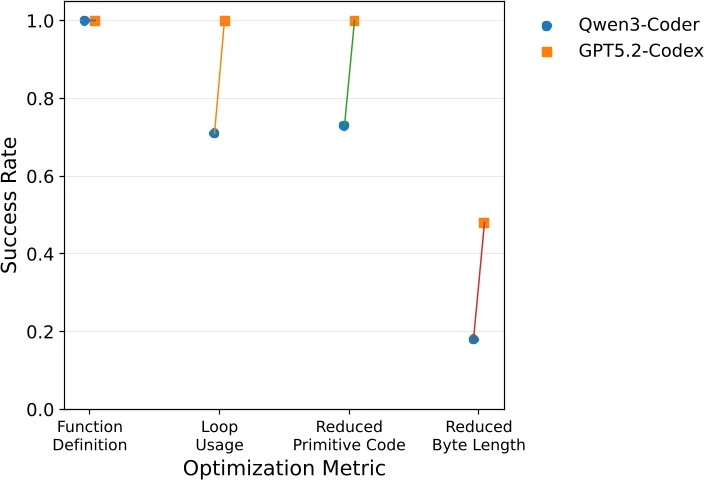 1.0
0.8
0.6
0.4
0.2
0.0
Success Rate
Function
Definition
Loop
Usage
Reduced
Primitive Code
Reduced
Byte Length
Optimization Metric
Qwen3-Coder
GPT5.2-Codex